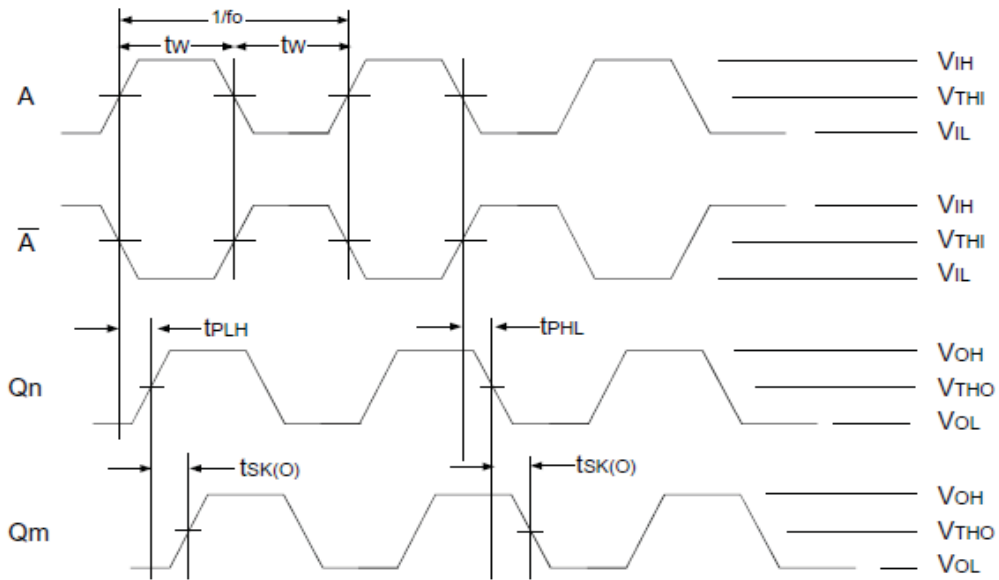 1/fo
tw tw
A
VIH
VTHI
VIL
A̅
VIH
VTHI
VIL
tPLH
tPHL
Qn
VOH
VTHO
VOL
tSK(O)
tSK(O)
Qm
VOH
VTHO
VOL